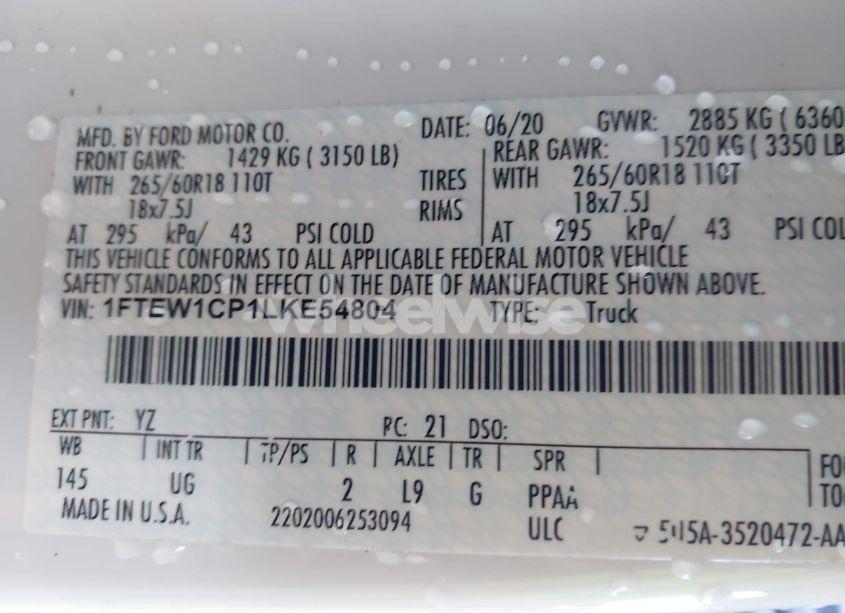 MFD. BY FORD MOTOR CO. DATE: 06/20 GVWR: 2885 KG ( 6360
FRONT GAWR: 1429 KG ( 3150 LB) REAR GAWR: 1520 KG ( 3350 LB
WITH 265/60R18 110T TIRES WITH 265/60R18 110T
18x7.5J RIMS 18x7.5J
AT 295 kPa/ 43 PSI COLD AT 295 kPa/ 43 PSI COL
THIS VEHICLE CONFORMS TO ALL APPLICABLE FEDERAL MOTOR VEHICLE
SAFETY STANDARDS IN EFFECT ON THE DATE OF MANUFACTURE SHOWN ABOVE.
VIN: 1FTEW1CP1LKE54804 TYPE: Truck
wheelwise
EXT PNT: YZ PC: 21 DSO:
WB INT TR TP/PS R AXLE TR SPR FO
145 UG 2 L9 G PPAA TO
MADE IN U.S.A. 2202006253094 ULC